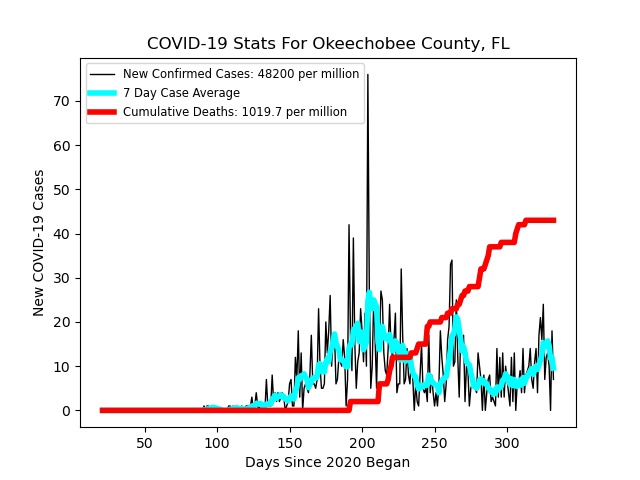 COVID-19 Stats For Okeechobee County, FL
New Confirmed Cases: 48200 per million
7 Day Case Average
Cumulative Deaths: 1019.7 per million
New COVID-19 Cases
70
60
50
40
30
20
10
0
50 100 150 200 250 300
Days Since 2020 Began